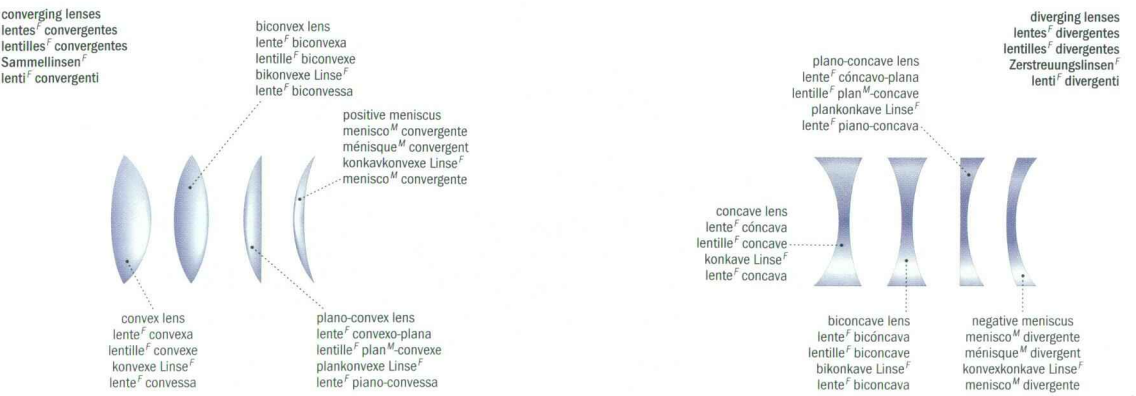 converging lenses
lentes^F convergentes
lentilles^F convergentes
Sammellinsen^F
lenti^F convergenti
biconvex lens
lente^F biconvexa
lentille^F biconvexe
bikonvexe Linse^F
lente^F biconvessa
positive meniscus
menisco^M convergente
ménisque^M convergent
konkavkonvexe Linse^F
menisco^M convergente
convex lens
lente^F convexa
lentille^F convexe
konvexe Linse^F
lente^F convessa
plano-convex lens
lente^F convexo-plana
lentille^F plan^M-convexe
plankonvexe Linse^F
lente^F piano-convessa
diverging lenses
lentes^F divergentes
lentilles^F divergentes
Zerstreuungslinsen^F
lenti^F divergenti
plano-concave lens
lente^F cóncavo-plana
lentille^F plan^M-concave
plankonkave Linse^F
lente^F piano-concava
concave lens
lente^F cóncava
lentille^F concave
konkave Linse^F
lente^F concava
biconcave lens
lente^F bicóncava
lentille^F biconcave
bikonkave Linse^F
lente^F biconcava
negative meniscus
menisco^M divergente
ménisque^M divergent
konvexkonkave Linse^F
menisco^M divergente